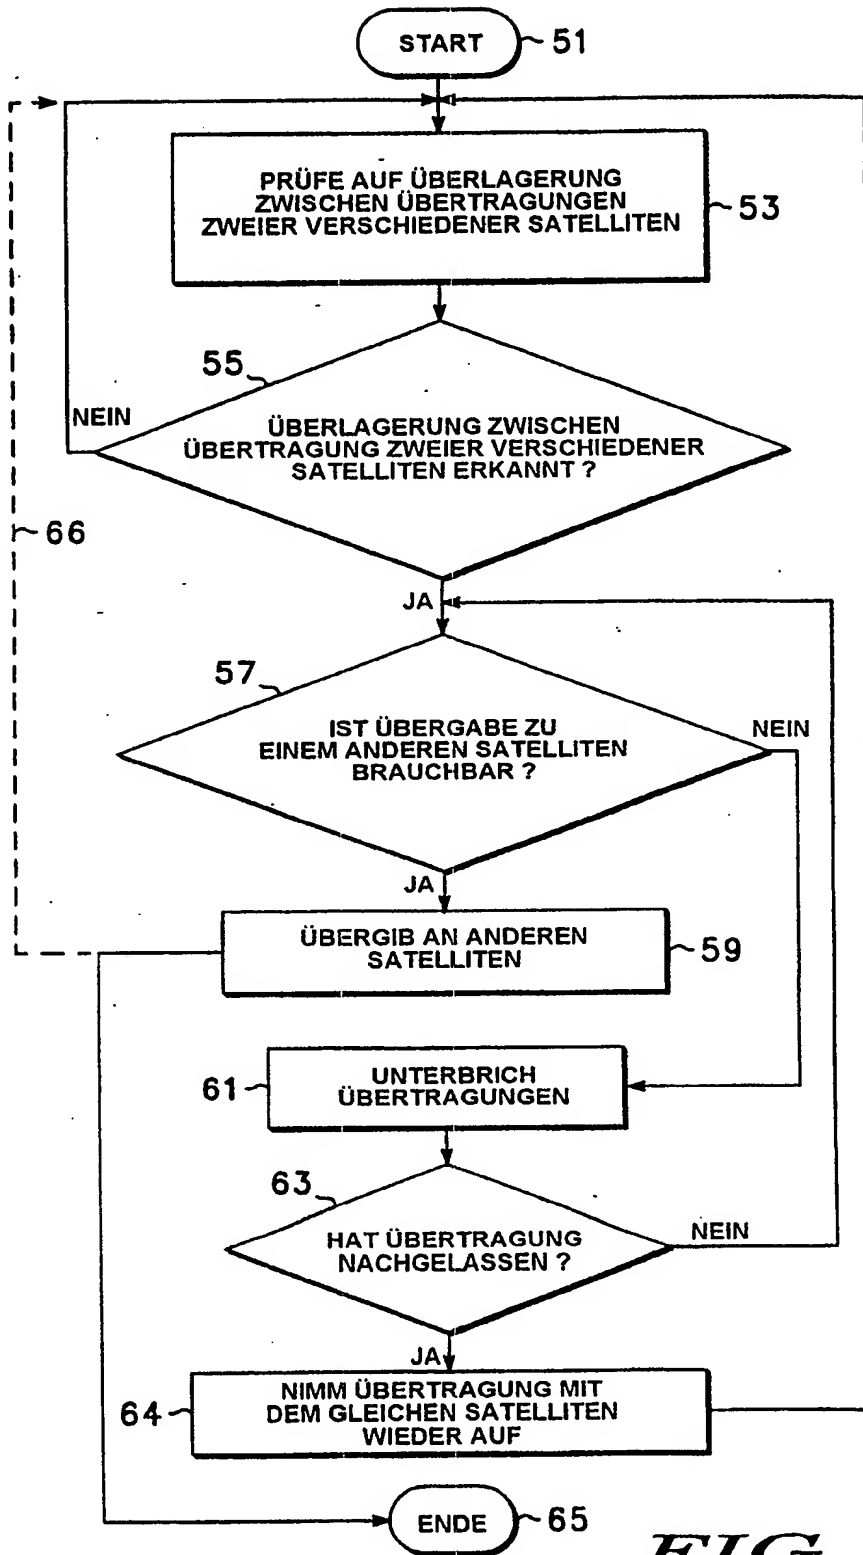 START
51
PRÜFE AUF ÜBERLAGERUNG
ZWISCHEN ÜBERTRAGUNGEN
ZWEIER VERSCHIEDENER SATELLITEN
53
55
NEIN
ÜBERLAGERUNG ZWISCHEN
ÜBERTRAGUNG ZWEIER VERSCHIEDENER
SATELLITEN ERKANNT ?
66
JA
57
IST ÜBERGABE ZU
EINEM ANDEREN SATELLITEN
BRAUCHBAR ?
NEIN
JA
ÜBERGIB AN ANDEREN
SATELLITEN
59
61
UNTERBRICH
ÜBERTRAGUNGEN
63
HAT ÜBERTRAGUNG
NACHGELASSEN ?
NEIN
JA
64
NIMM ÜBERTRAGUNG MIT
DEM GLEICHEN SATELLITEN
WIEDER AUF
ENDE
65
FIG